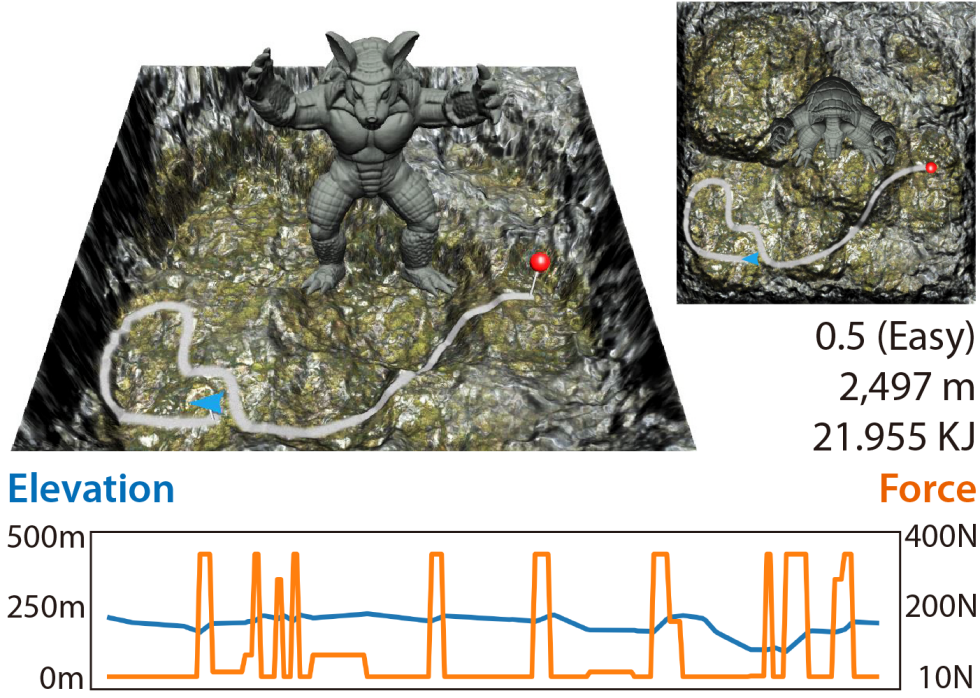 0.5 (Easy)
2,497 m
21.955 KJ
Elevation
Force
500m
400N
250m
200N
0m
10N